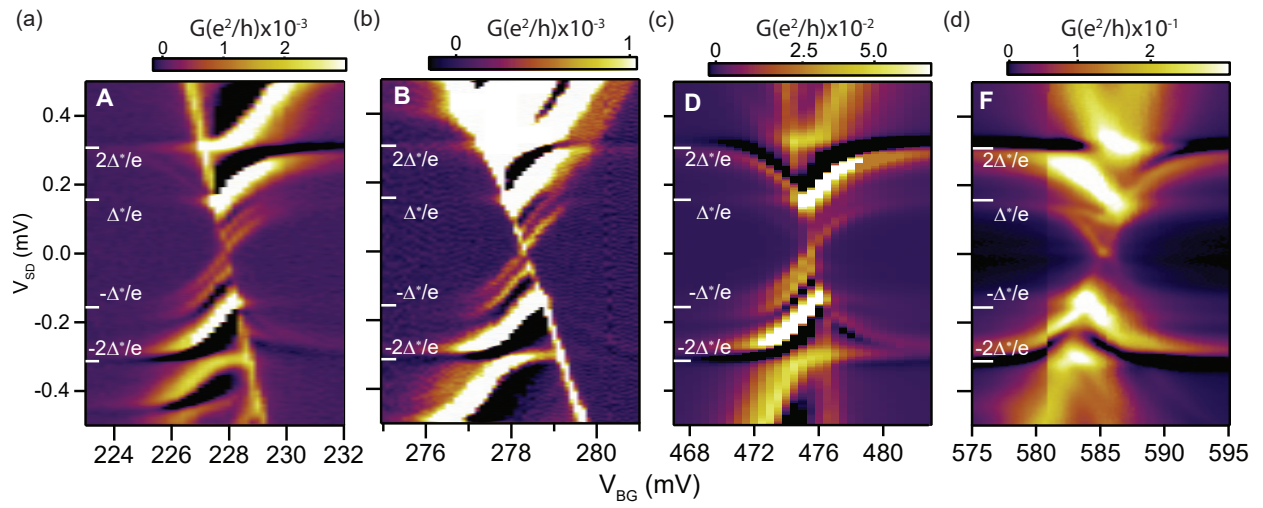 (a) (b) (c) (d)
G(e²/h)x10⁻³ G(e²/h)x10⁻³ G(e²/h)x10⁻² G(e²/h)x10⁻¹
0 1 2 0 1 0 2.5 5.0 0 1 2
A B D F
0.4
2Δ*/e 2Δ*/e 2Δ*/e 2Δ*/e
0.2
Δ*/e Δ*/e Δ*/e Δ*/e
0.0
-Δ*/e -Δ*/e -Δ*/e -Δ*/e
-0.2
-2Δ*/e -2Δ*/e -2Δ*/e -2Δ*/e
-0.4
V_SD (mV)
224 226 228 230 232 276 278 280 468 472 476 480 575 580 585 590 595
V_BG (mV)